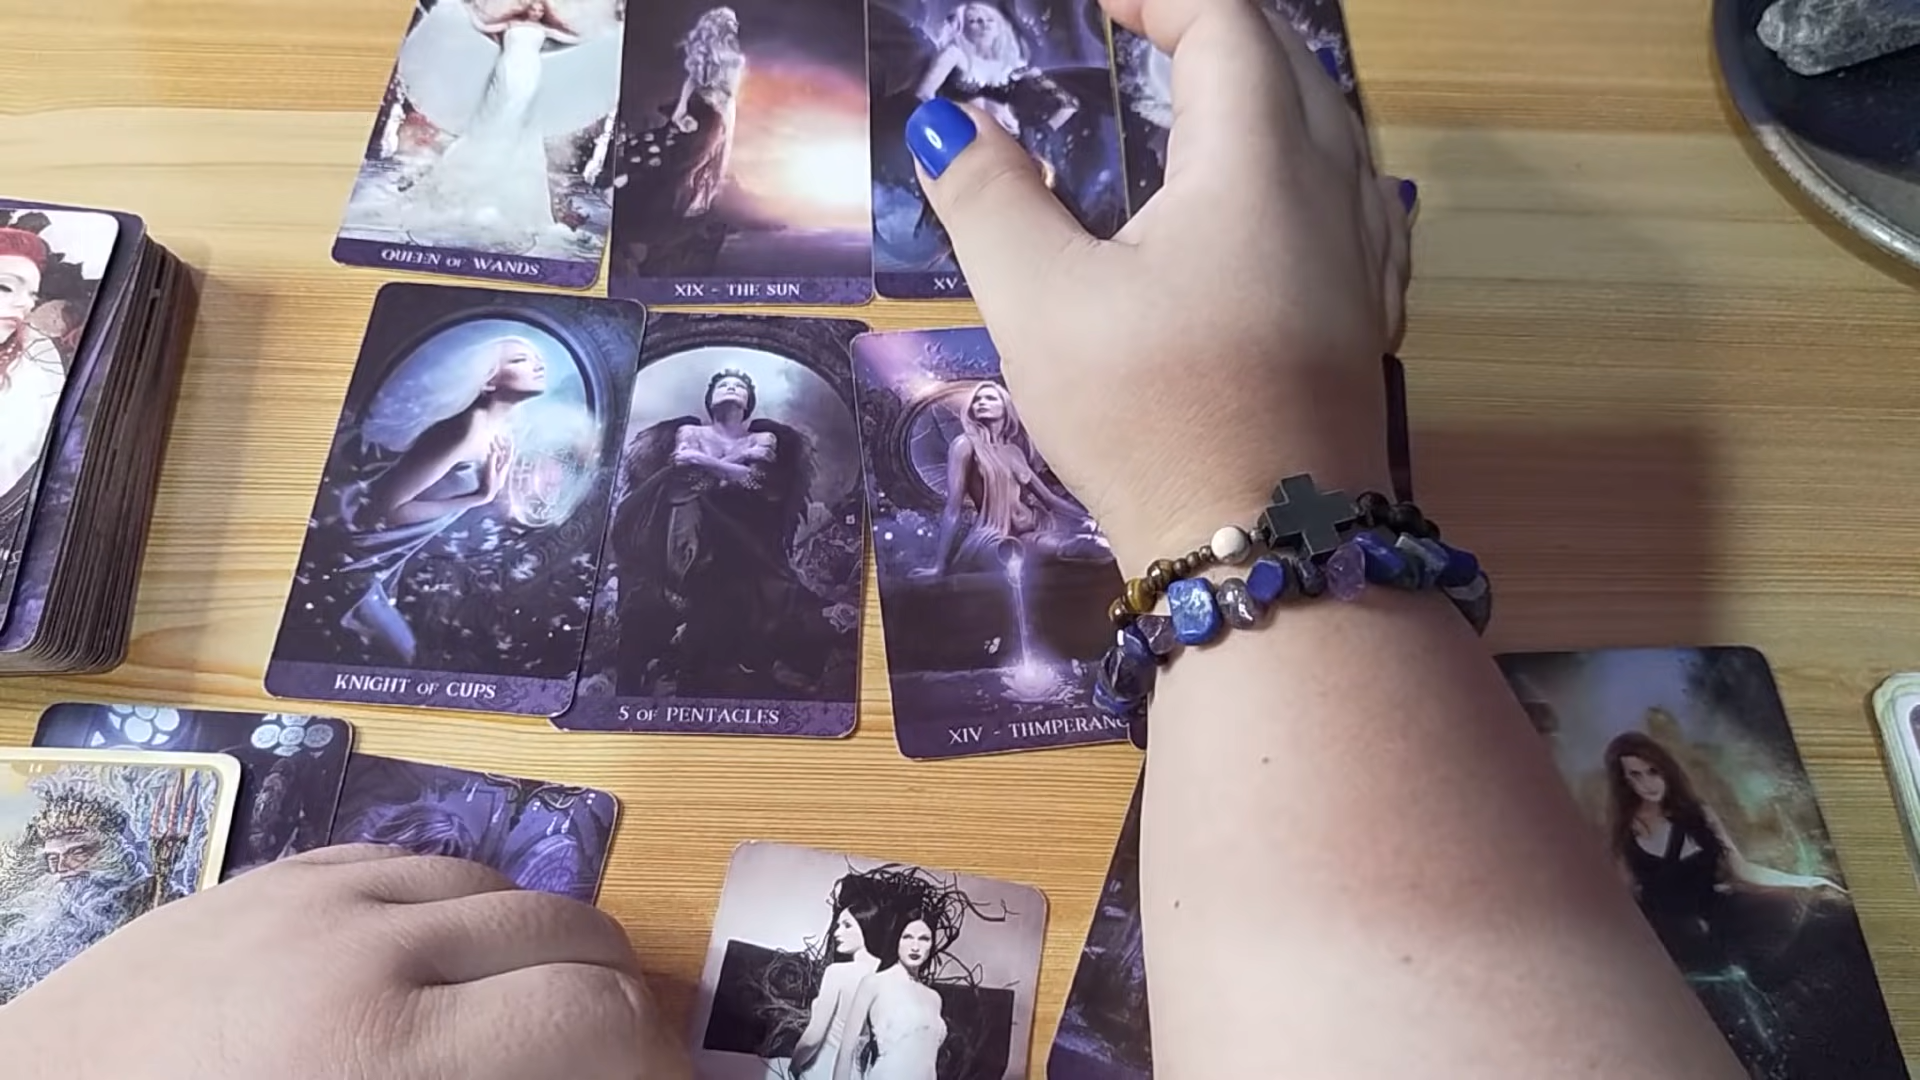 QUEEN OF WANDS
XIX - THE SUN
XV -
KNIGHT OF CUPS
5 OF PENTACLES
XIV - TIMPERANC